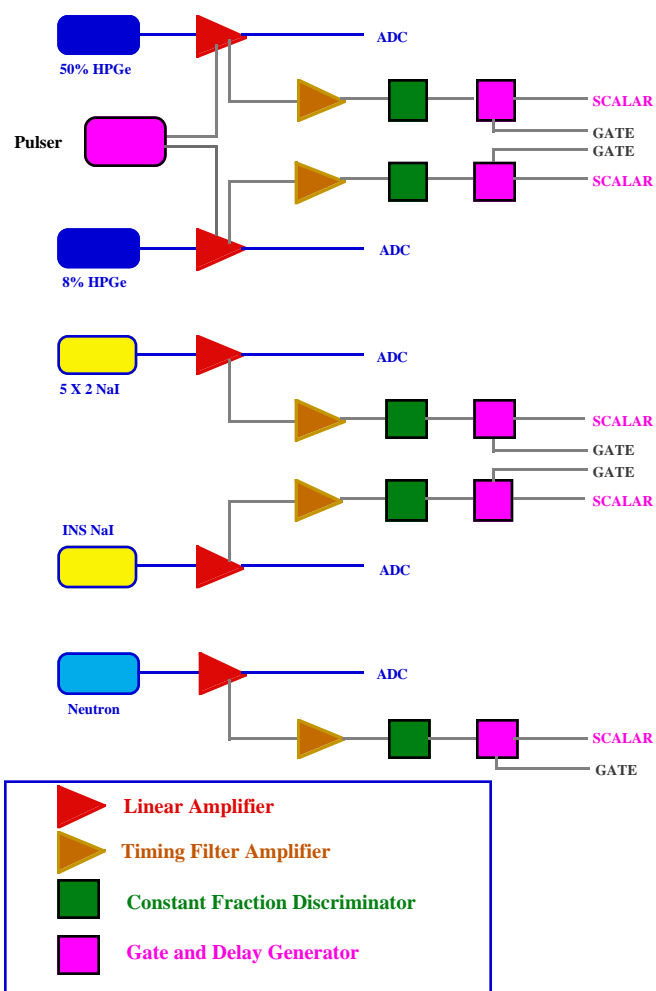 ADC
50% HPGe
SCALAR
GATE
Pulser
GATE
SCALAR
ADC
8% HPGe
ADC
5 X 2 NaI
SCALAR
GATE
GATE
SCALAR
INS NaI
ADC
ADC
Neutron
SCALAR
GATE
Linear Amplifier
Timing Filter Amplifier
Constant Fraction Discriminator
Gate and Delay Generator